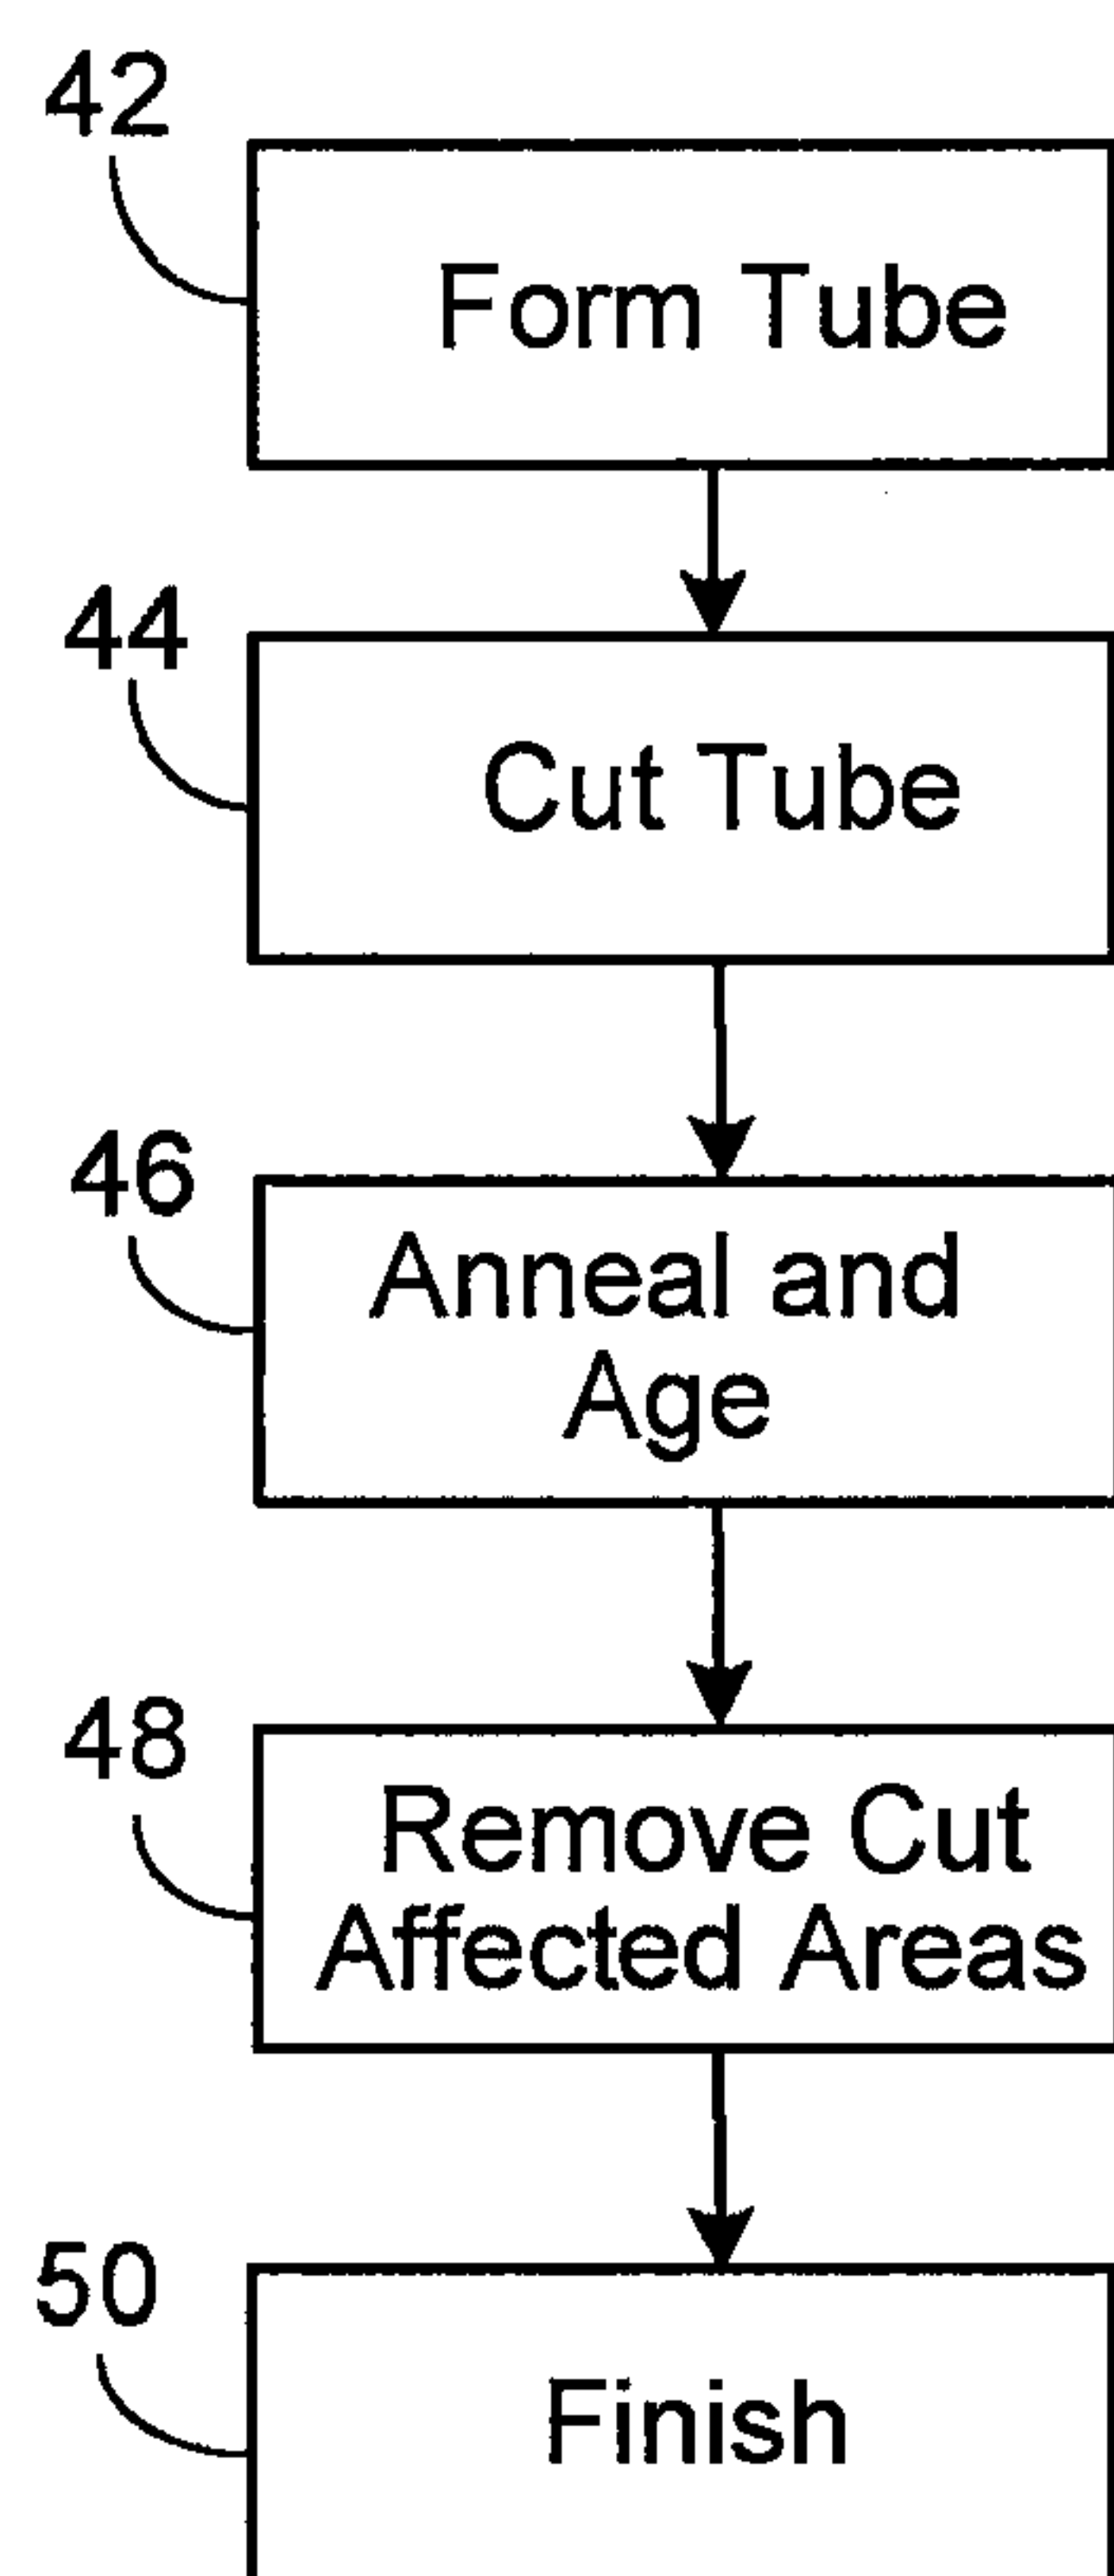 42
Form Tube
44
Cut Tube
46
Anneal and
Age
48
Remove Cut
Affected Areas
50
Finish